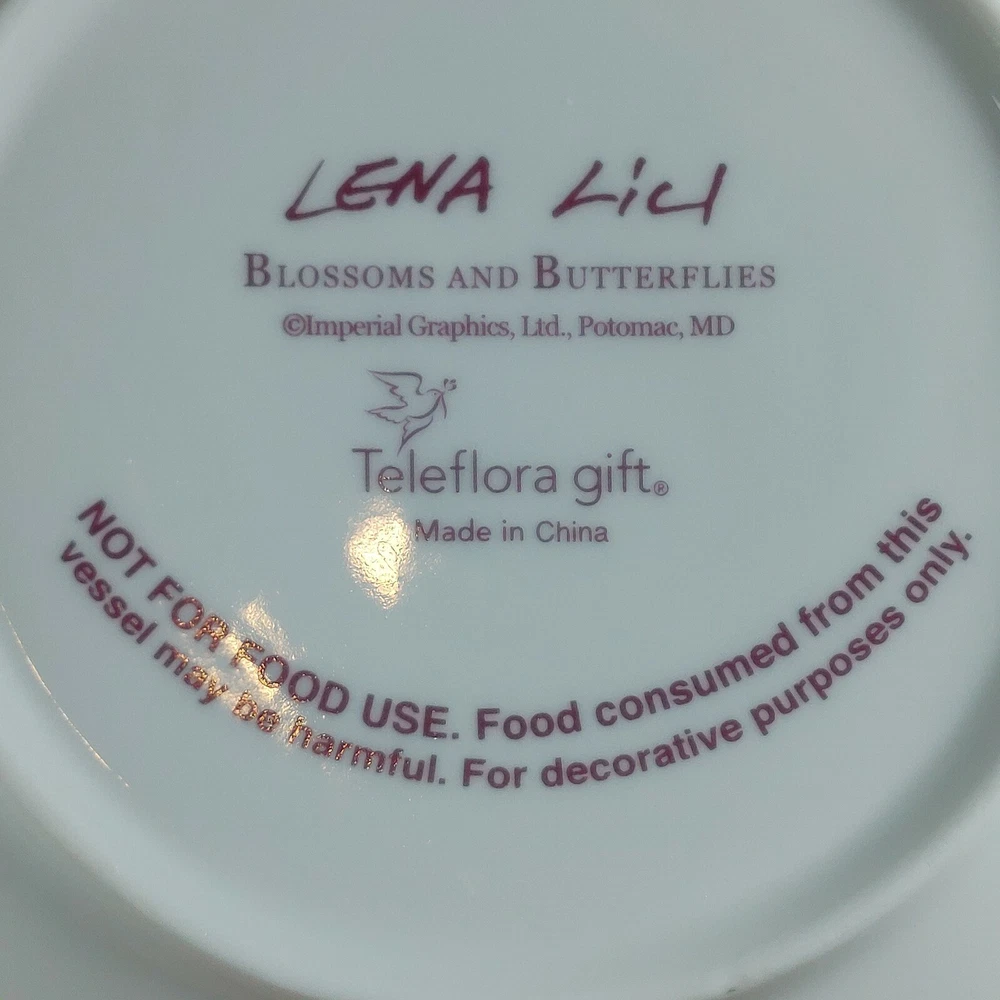 LENA LiU
BLOSSOMS AND BUTTERFLIES
©Imperial Graphics, Ltd., Potomac, MD
Teleflora gift®
Made in China
NOT FOR FOOD USE. Food consumed from this
vessel may be harmful. For decorative purposes only.